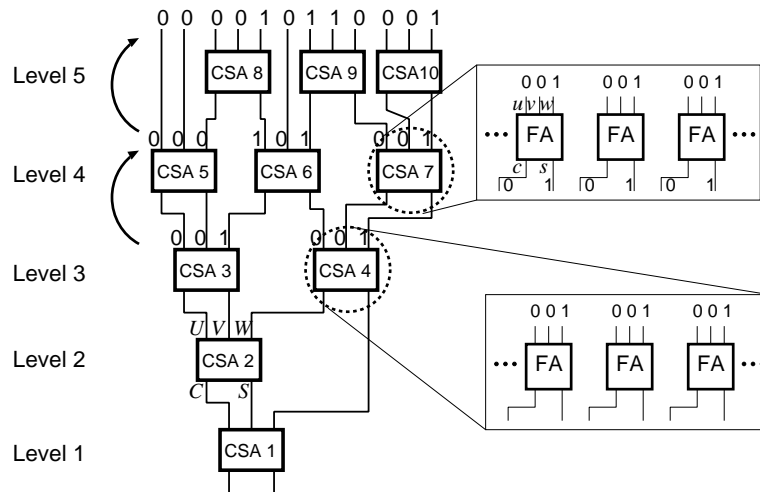 0 0 0 0 1 0 1 1 0 0 0 1
Level 5
CSA 8
CSA 9
CSA10
0 0 1
0 0 1
0 0 1
u v w
FA
FA
FA
c
s
0 1
0 1
0 1
0 0 0
1 0 1
0 0 1
Level 4
CSA 5
CSA 6
CSA 7
0 0 1
0 0 1
Level 3
CSA 3
CSA 4
0 0 1
0 0 1
0 0 1
U V W
FA
FA
FA
Level 2
CSA 2
C
S
Level 1
CSA 1